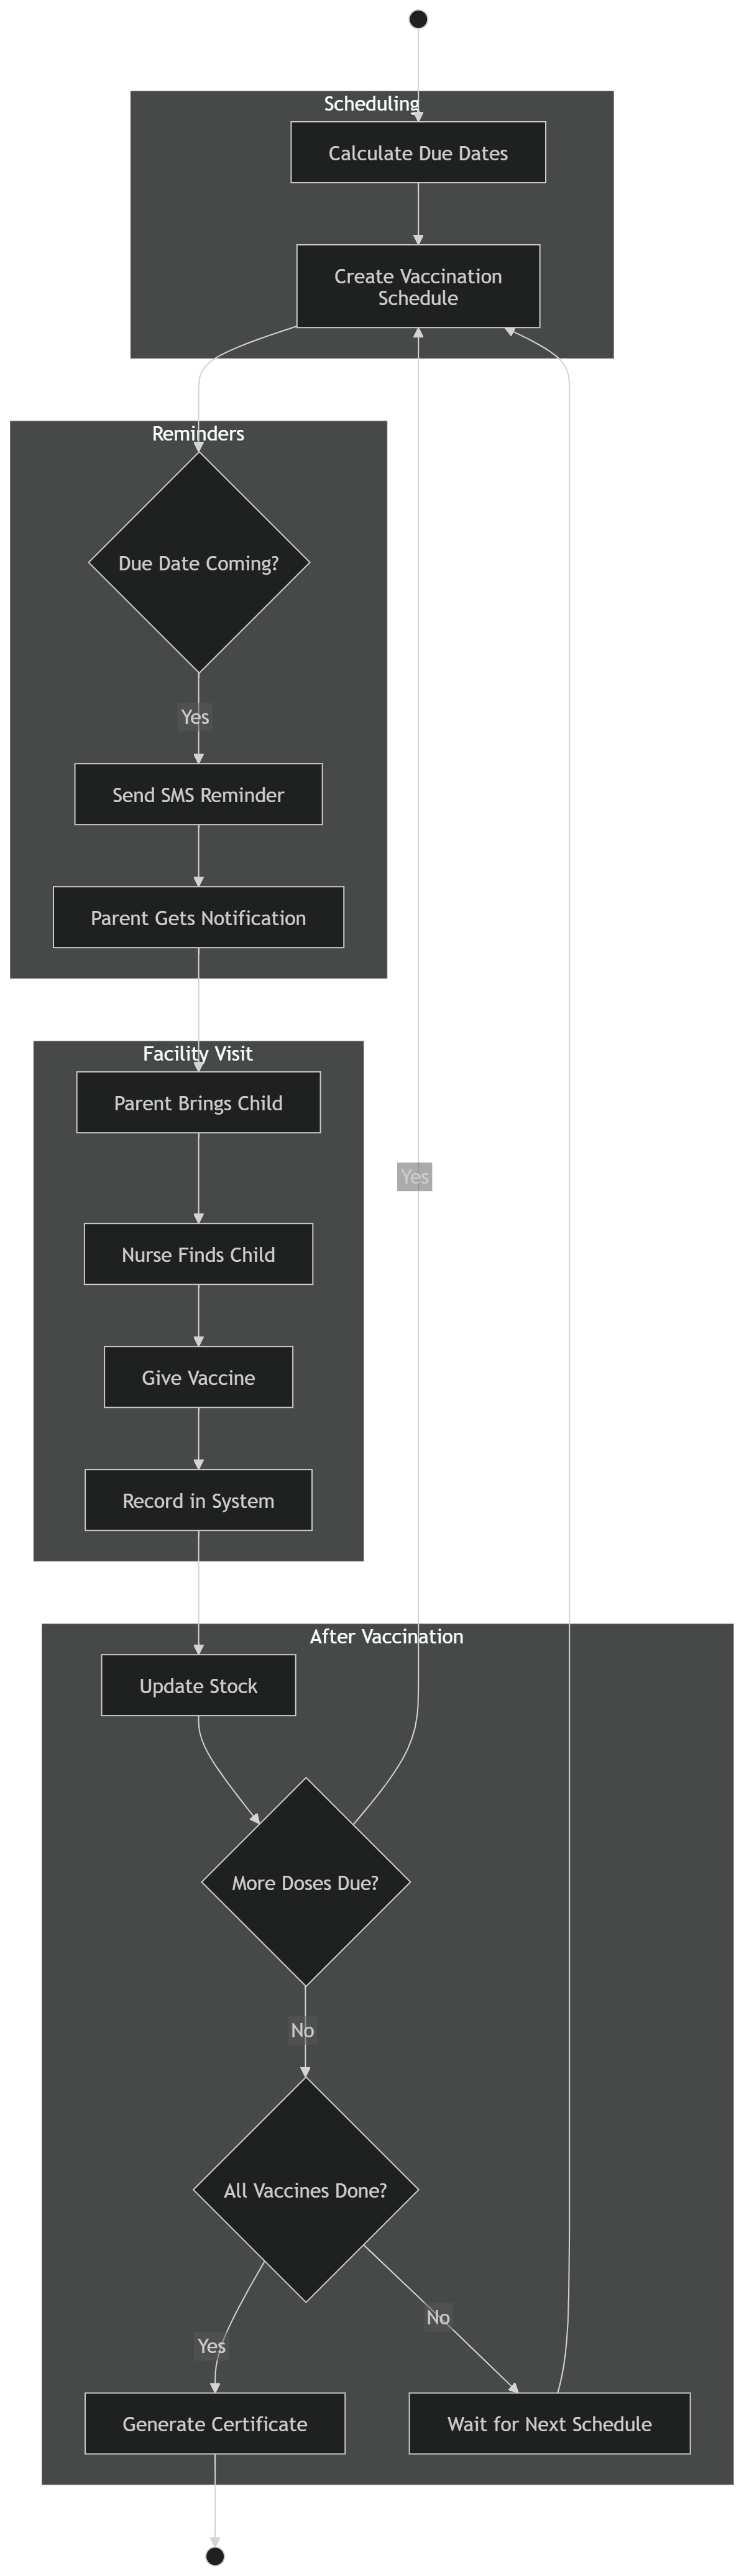 Scheduling
Calculate Due Dates
Create Vaccination
Schedule
Reminders
Due Date Coming?
Yes
Send SMS Reminder
Parent Gets Notification
Facility Visit
Parent Brings Child
Yes
Nurse Finds Child
Give Vaccine
Record in System
After Vaccination
Update Stock
More Doses Due?
No
All Vaccines Done?
No
Yes
Generate Certificate
Wait for Next Schedule